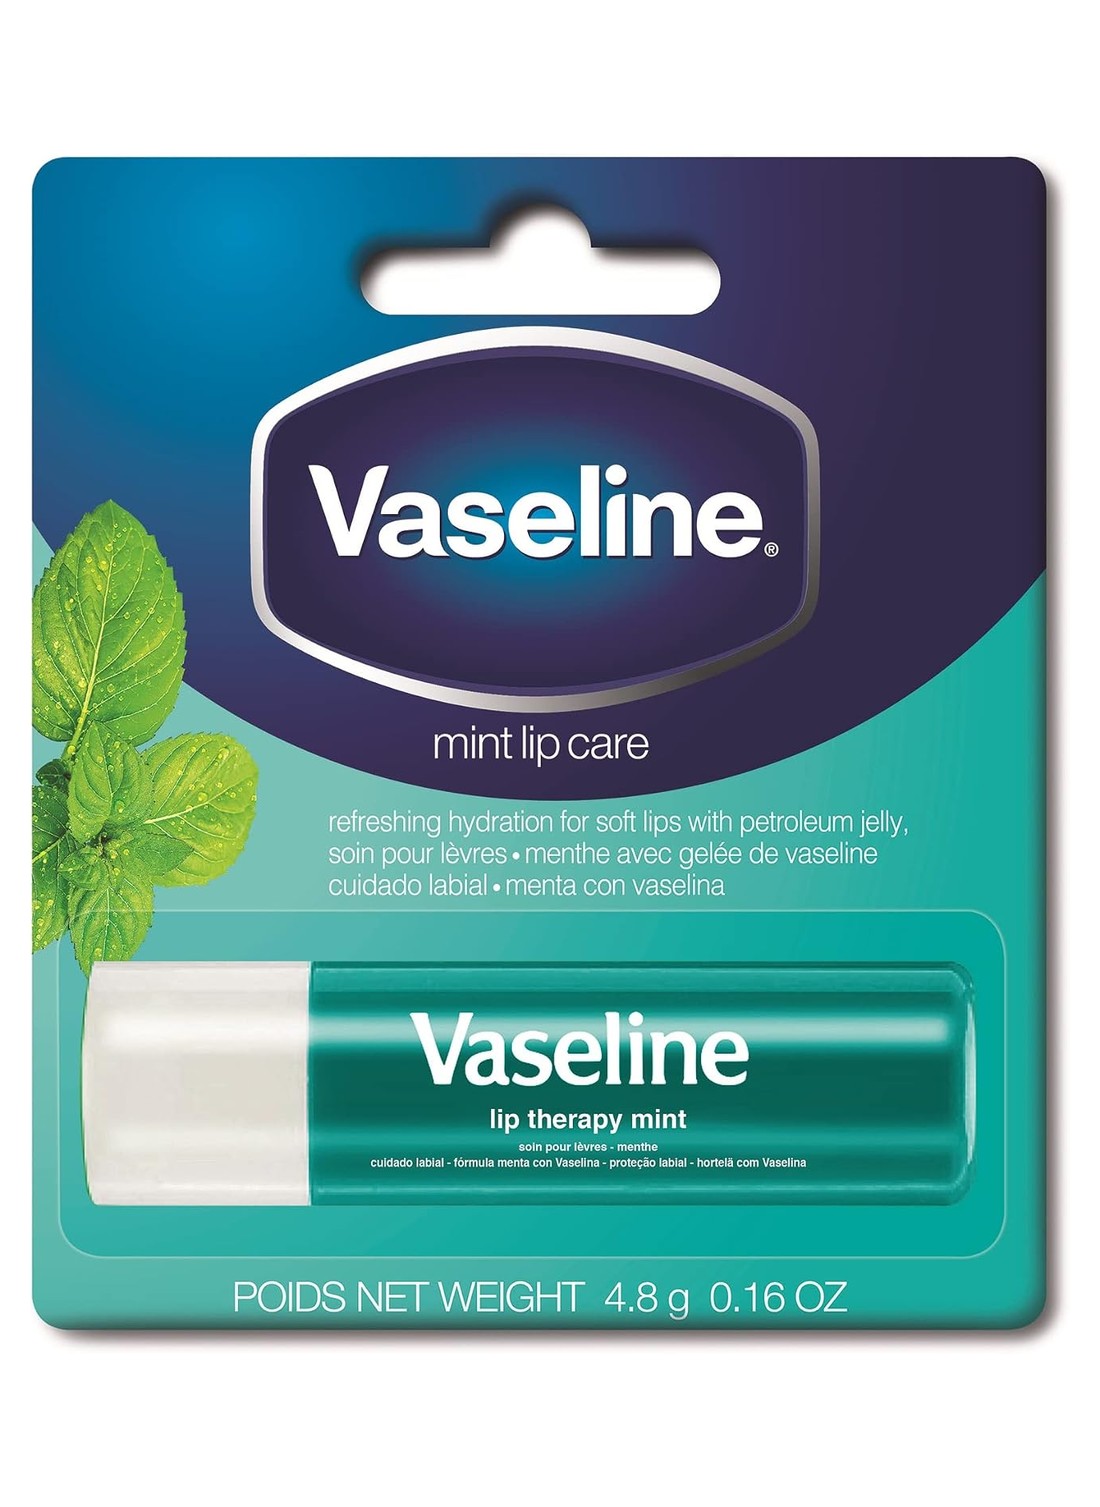 Vaseline®
mint lip care
refreshing hydration for soft lips with petroleum jelly,
soin pour lèvres • menthe avec gelée de vaseline
cuidado labial • menta con vaselina
Vaseline
lip therapy mint
soin pour lèvres - menthe
cuidado labial - fórmula menta con Vaselina - proteção labial - hortelã com Vaselina
POIDS NET WEIGHT 4.8 g 0.16 OZ